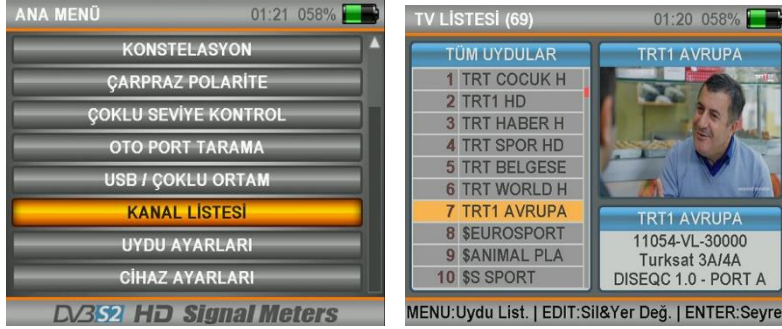 ANA MENÜ 01:21 058%
KONSTELASYON
ÇARPRAZ POLARİTE
ÇOKLU SEVİYE KONTROL
OTO PORT TARAMA
USB / ÇOKLU ORTAM
KANAL LİSTESİ
UYDU AYARLARI
CİHAZ AYARLARI
DVBS2 HD Signal Meters
TV LİSTESİ (69) 01:20 058%
TÜM UYDULAR
1 TRT COCUK H
2 TRT1 HD
3 TRT HABER H
4 TRT SPOR HD
5 TRT BELGESE
6 TRT WORLD H
7 TRT1 AVRUPA
8 $EUROSPORT
9 $ANIMAL PLA
10 $S SPORT
TRT1 AVRUPA
TRT1 AVRUPA
11054-VL-30000
Turksat 3A/4A
DISEQC 1.0 - PORT A
MENU:Uydu List. | EDIT:Sil&Yer Değ. | ENTER:Seyre